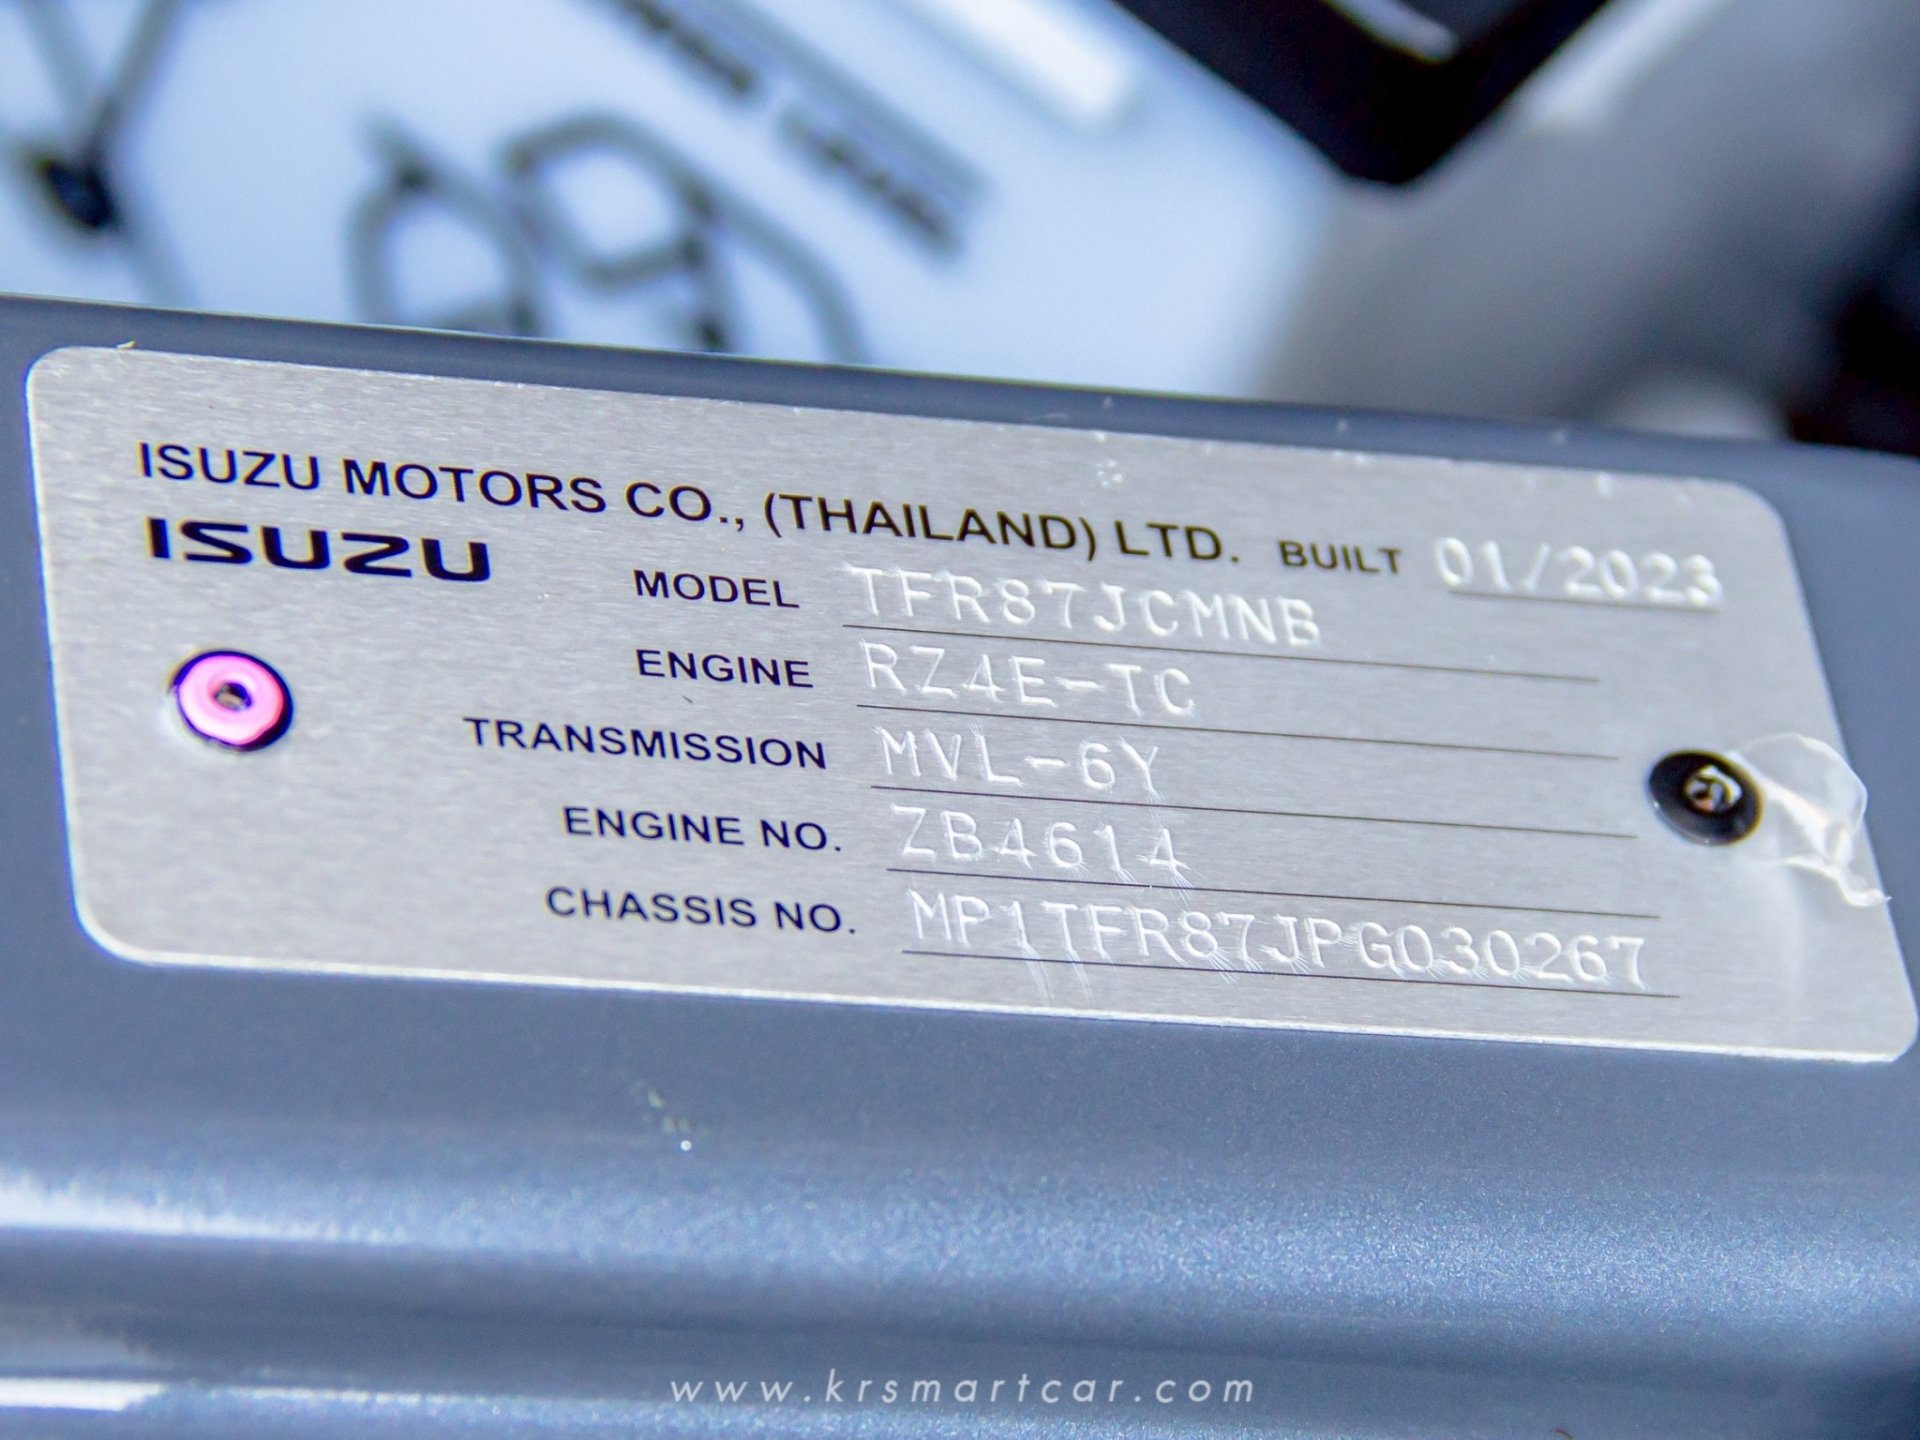 ISUZU MOTORS CO., (THAILAND) LTD. BUILT 01/2023
ISUZU
MODEL TFR87JCMNB
ENGINE RZ4E-TC
TRANSMISSION MVL-6Y
ENGINE NO. ZB4614
CHASSIS NO. MP1TFR87JPG030267
www.krsmartcar.com